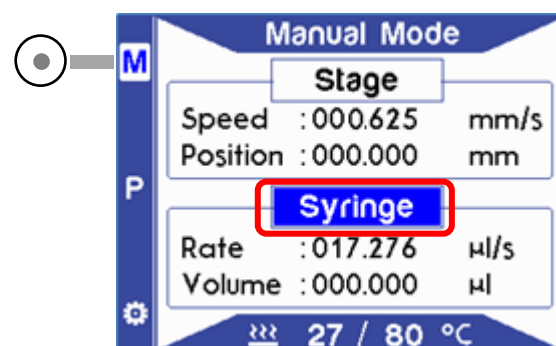 Manual Mode
M
Stage
Speed :000.625 mm/s
Position :000.000 mm
P
Syringe
Rate :017.276 µl/s
Volume :000.000 µl
27 / 80 °C